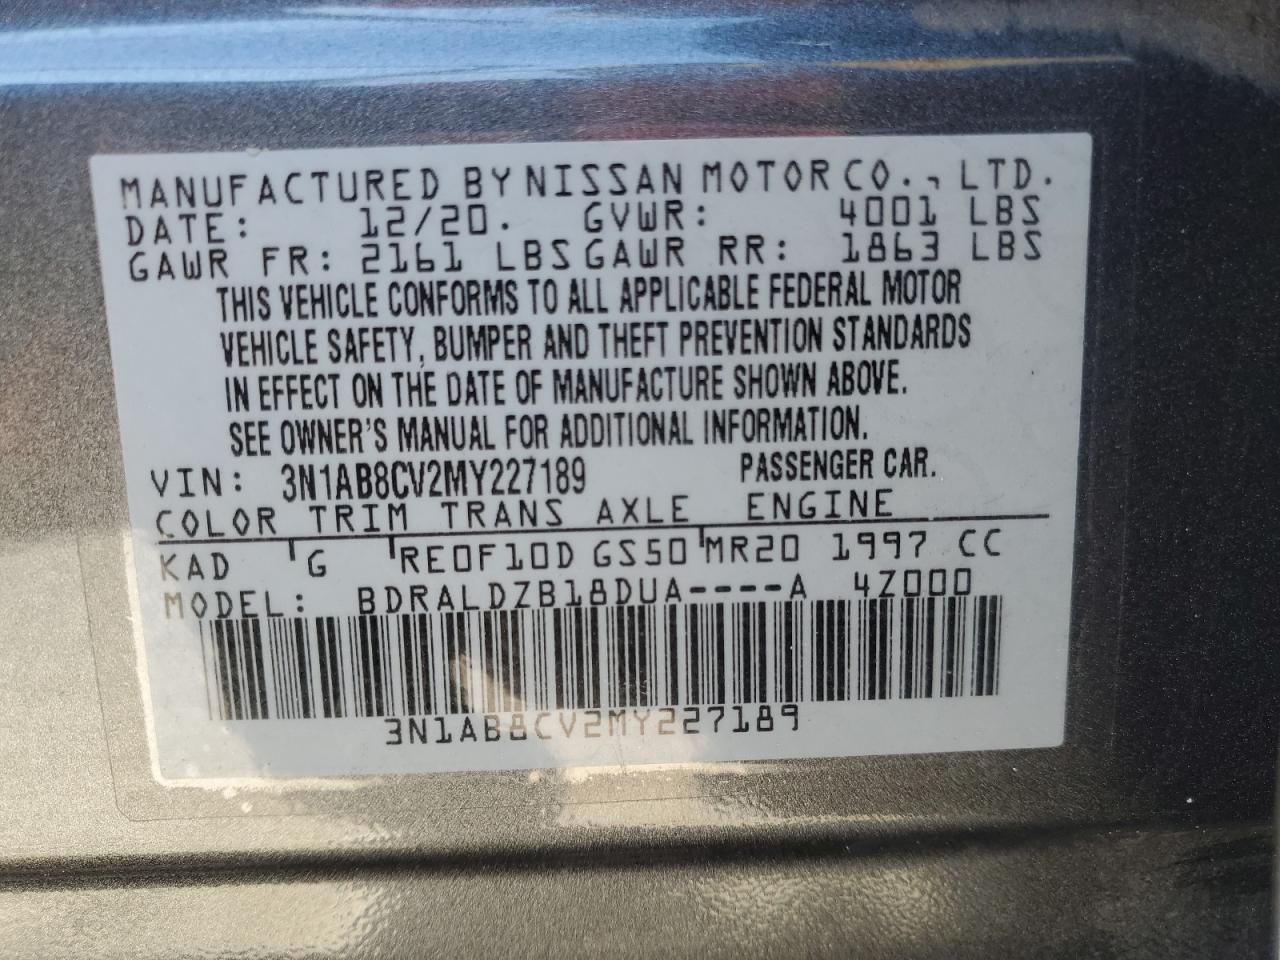 MANUFACTURED BY NISSAN MOTOR CO., LTD.
DATE: 12/20. GVWR: 4001 LBS
GAWR FR: 2161 LBS GAWR RR: 1863 LBS
THIS VEHICLE CONFORMS TO ALL APPLICABLE FEDERAL MOTOR
VEHICLE SAFETY, BUMPER AND THEFT PREVENTION STANDARDS
IN EFFECT ON THE DATE OF MANUFACTURE SHOWN ABOVE.
SEE OWNER'S MANUAL FOR ADDITIONAL INFORMATION.
VIN: 3N1AB8CV2MY227189 PASSENGER CAR.
COLOR TRIM TRANS AXLE ENGINE
KAD G RE0F10D GS50 MR20 1997 CC
MODEL: BDRALDZB18DUA----A 4Z000
3N1AB8CV2MY227189